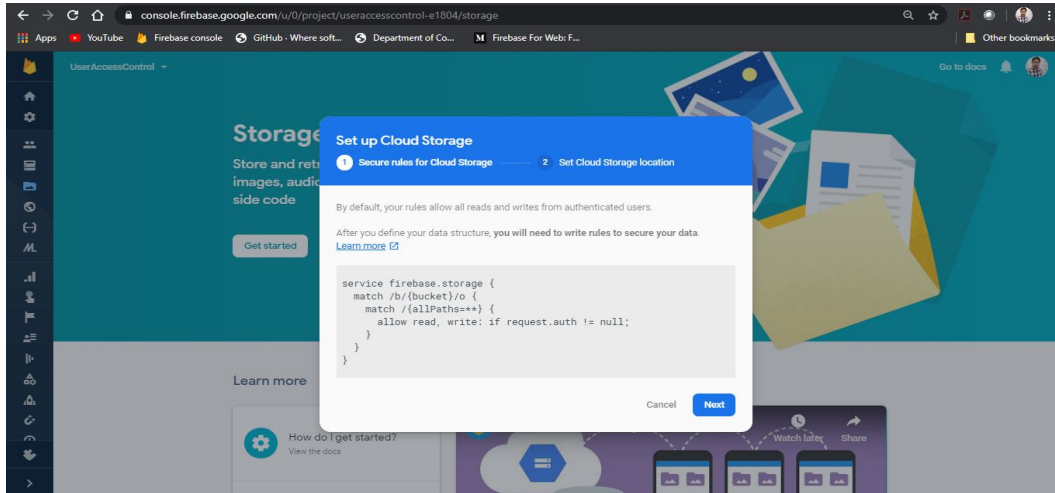 console.firebase.google.com/u/0/project/useraccesscontrol-e1804/storage
Apps YouTube Firebase console GitHub · Where soft... Department of Co... M Firebase For Web: F... Other bookmarks
UserAccessControl Go to docs
Storage
Store and retr
images, audio
side code
Get started
Set up Cloud Storage
1 Secure rules for Cloud Storage 2 Set Cloud Storage location
By default, your rules allow all reads and writes from authenticated users.
After you define your data structure, you will need to write rules to secure your data.
Learn more
service firebase.storage {
match /b/{bucket}/o {
match /{allPaths=**} {
allow read, write: if request.auth != null;
}
}
}
Cancel Next
Learn more
How do I get started?
View the docs
Watch later Share